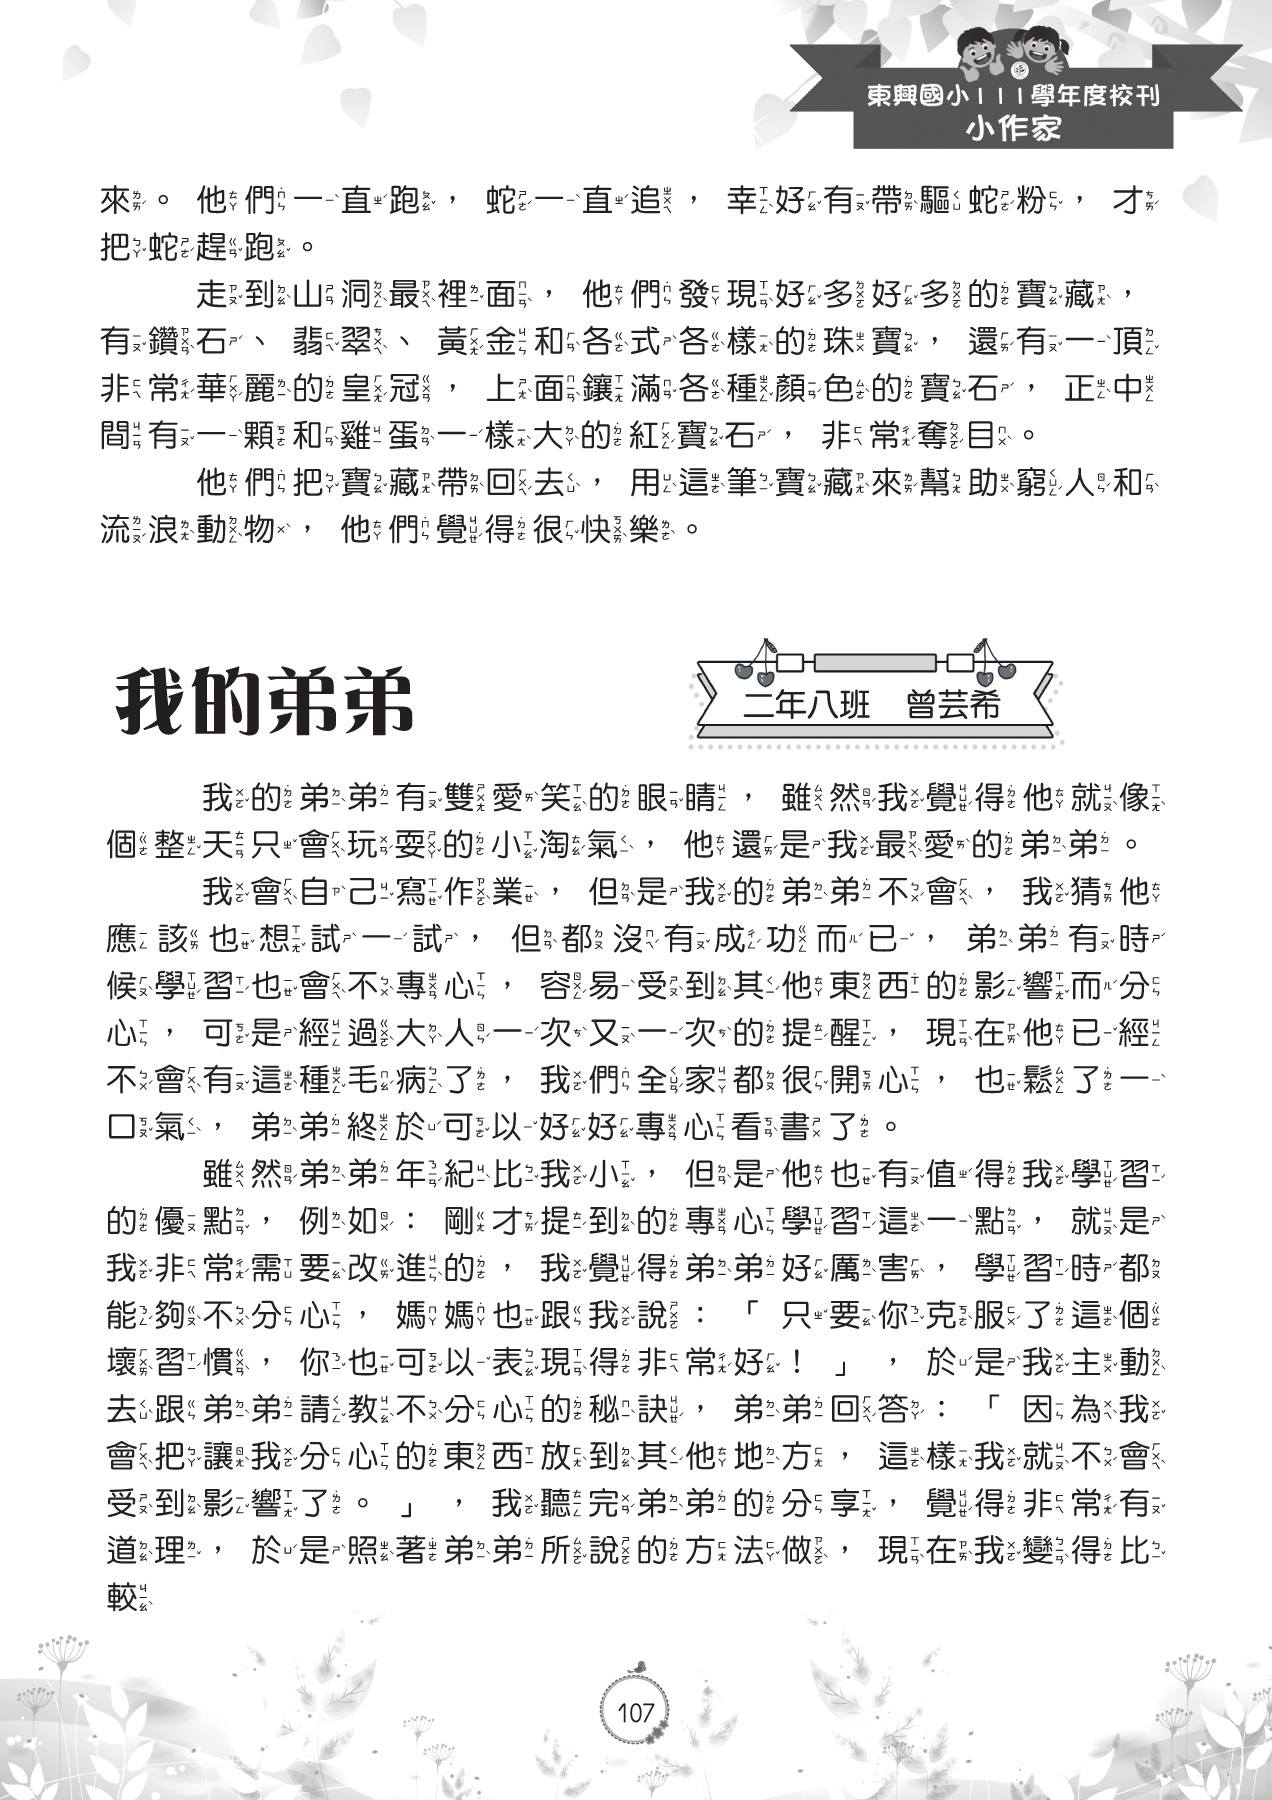 東興國小111學年度校刊
小作家
來。他們一直跑，蛇一直追，幸好有帶驅蛇粉，才
把蛇趕跑。
走到山洞最裡面，他們發現好多好多的寶藏，
有鑽石、翡翠、黃金和各式各樣的珠寶，還有一頂
非常華麗的皇冠，上面鑲滿各種顏色的寶石，正中
間有一顆和雞蛋一樣大的紅寶石，非常奪目。
他們把寶藏帶回去，用這筆寶藏來幫助窮人和
流浪動物，他們覺得很快樂。
我的弟弟
二年八班　曾芸希
我的弟弟有雙愛笑的眼睛，雖然我覺得他就像
個整天只會玩耍的小淘氣，他還是我最愛的弟弟。
我會自己寫作業，但是我的弟弟不會，我猜他
應該也想試一試，但都沒有成功而已，弟弟有時
候學習也會不專心，容易受到其他東西的影響而分
心，可是經過大人一次又一次的提醒，現在他已經
不會有這種毛病了，我們全家都很開心，也鬆了一
口氣，弟弟終於可以好好專心看書了。
雖然弟弟年紀比我小，但是他也有值得我學習
的優點，例如：剛才提到的專心學習這一點，就是
我非常需要改進的，我覺得弟弟好厲害，學習時都
能夠不分心，媽媽也跟我說：「只要你克服了這個
壞習慣，你也可以表現得非常好！」，於是我主動
去跟弟弟請教不分心的秘訣，弟弟回答：「因為我
會把讓我分心的東西放到其他地方，這樣我就不會
受到影響了。」，我聽完弟弟的分享，覺得非常有
道理，於是照著弟弟所說的方法做，現在我變得比
較
107